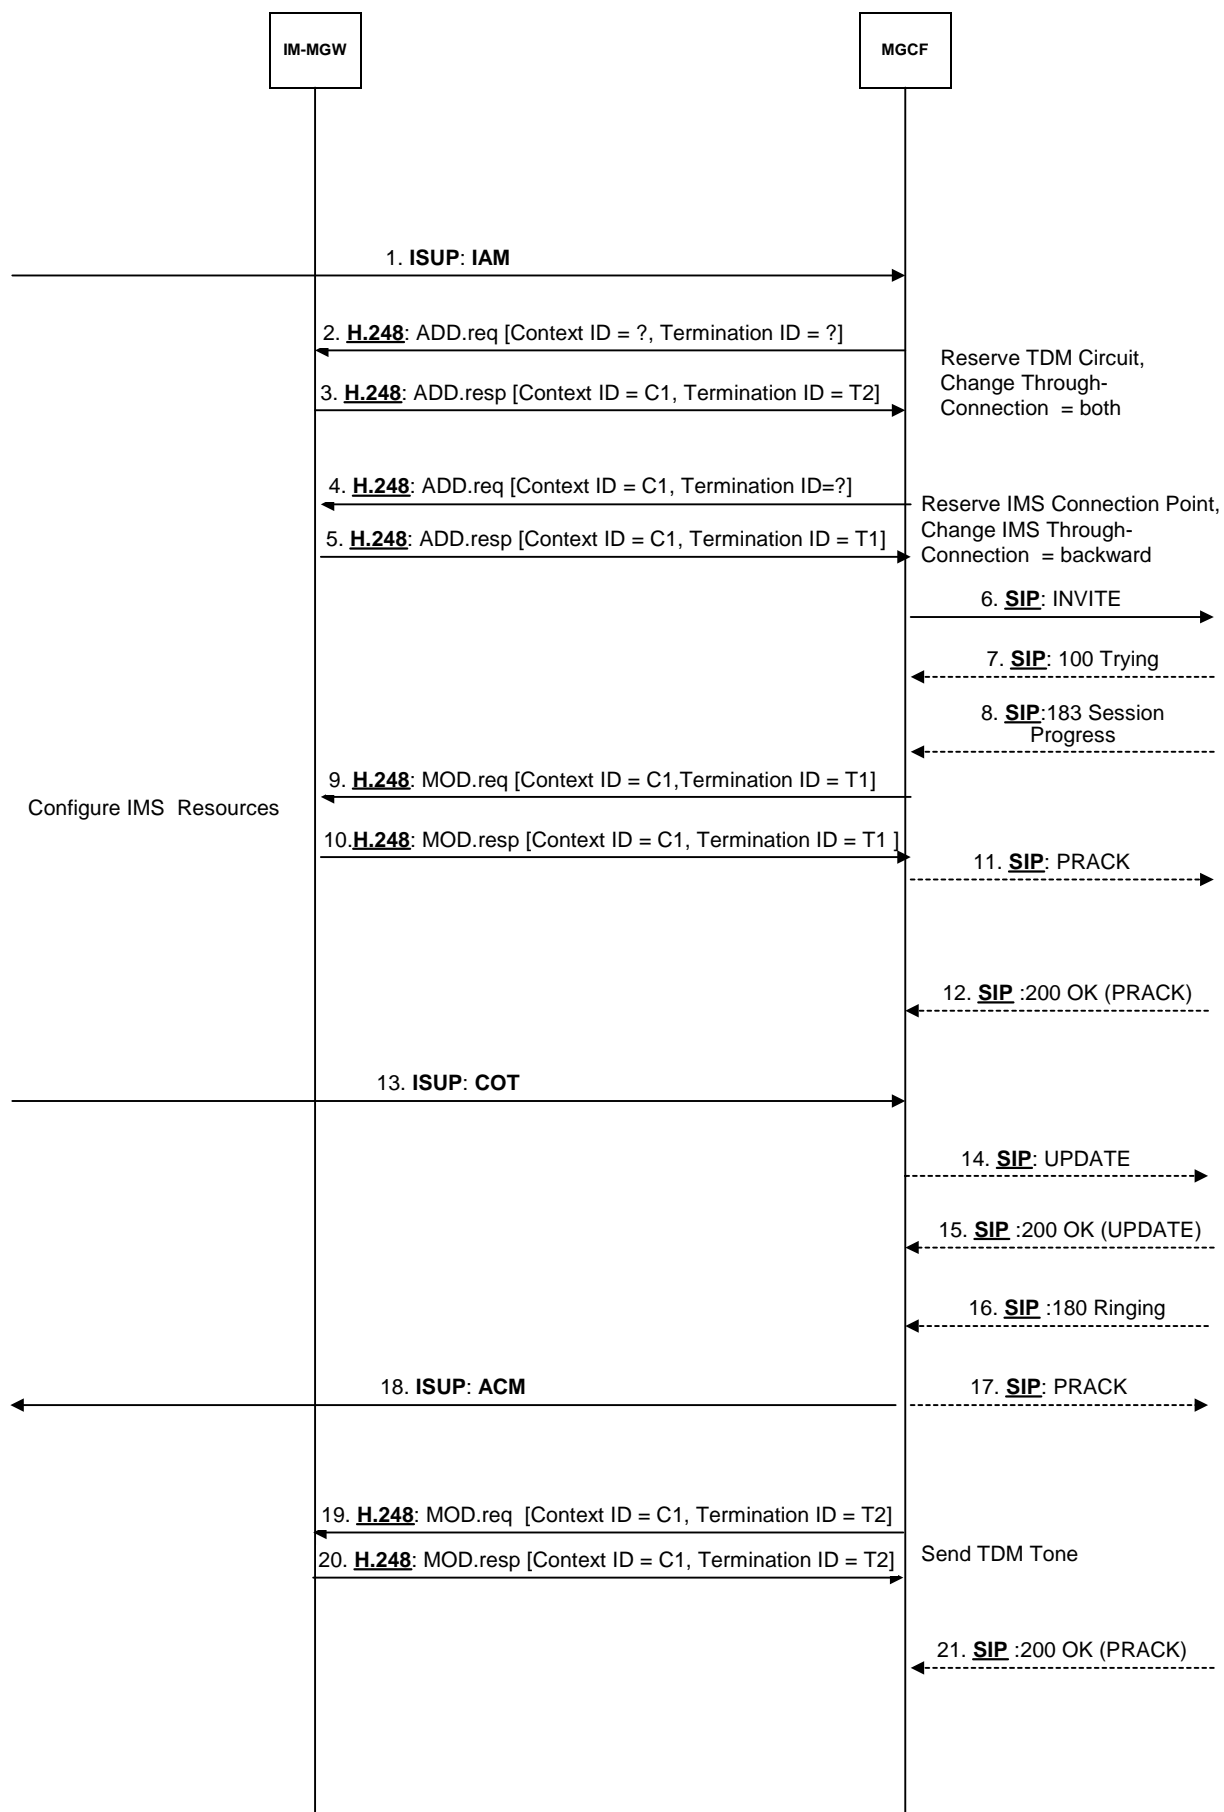 IM-MGW
MGCF
1. ISUP: IAM
2. H.248: ADD.req [Context ID = ?, Termination ID = ?]
Reserve TDM Circuit,
Change Through-
Connection = both
3. H.248: ADD.resp [Context ID = C1, Termination ID = T2]
4. H.248: ADD.req [Context ID = C1, Termination ID=?]
Reserve IMS Connection Point,
Change IMS Through-
Connection = backward
5. H.248: ADD.resp [Context ID = C1, Termination ID = T1]
6. SIP: INVITE
7. SIP: 100 Trying
8. SIP:183 Session
Progress
9. H.248: MOD.req [Context ID = C1,Termination ID = T1]
Configure IMS Resources
10.H.248: MOD.resp [Context ID = C1, Termination ID = T1 ]
11. SIP: PRACK
12. SIP :200 OK (PRACK)
13. ISUP: COT
14. SIP: UPDATE
15. SIP :200 OK (UPDATE)
16. SIP :180 Ringing
18. ISUP: ACM
17. SIP: PRACK
19. H.248: MOD.req [Context ID = C1, Termination ID = T2]
20. H.248: MOD.resp [Context ID = C1, Termination ID = T2]
Send TDM Tone
21. SIP :200 OK (PRACK)